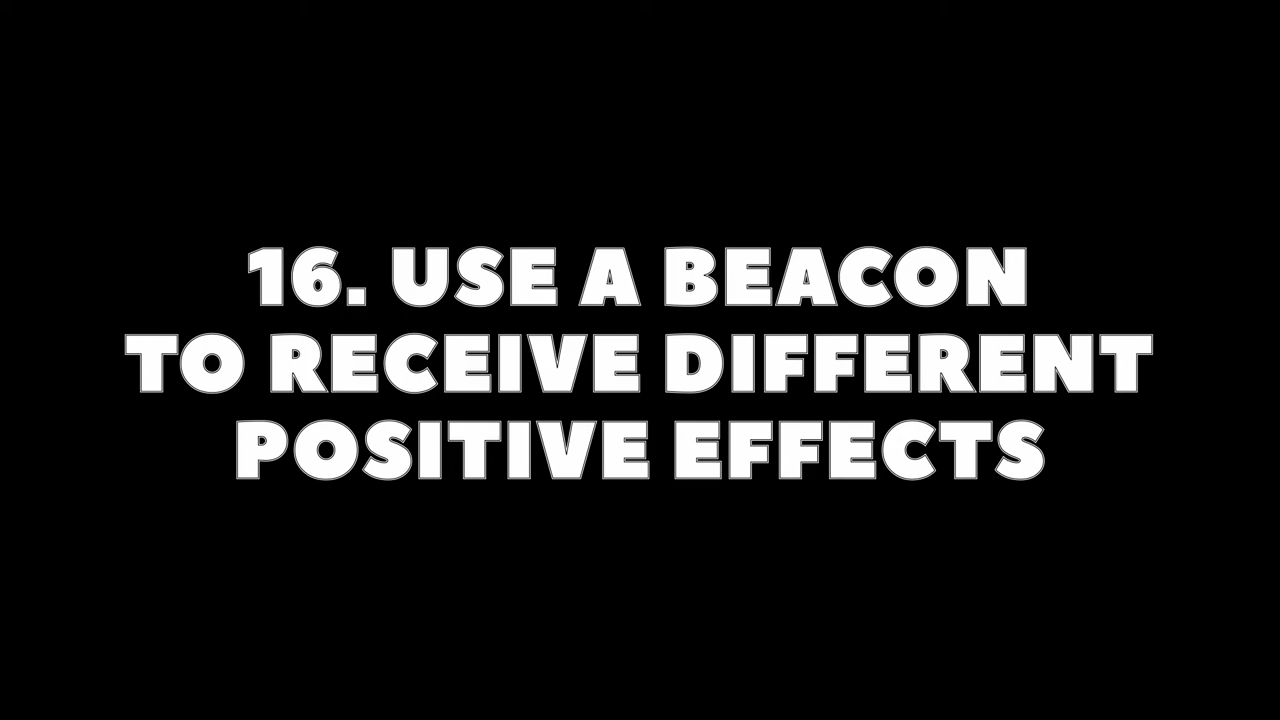 16. USE A BEACON
TO RECEIVE DIFFERENT
POSITIVE EFFECTS